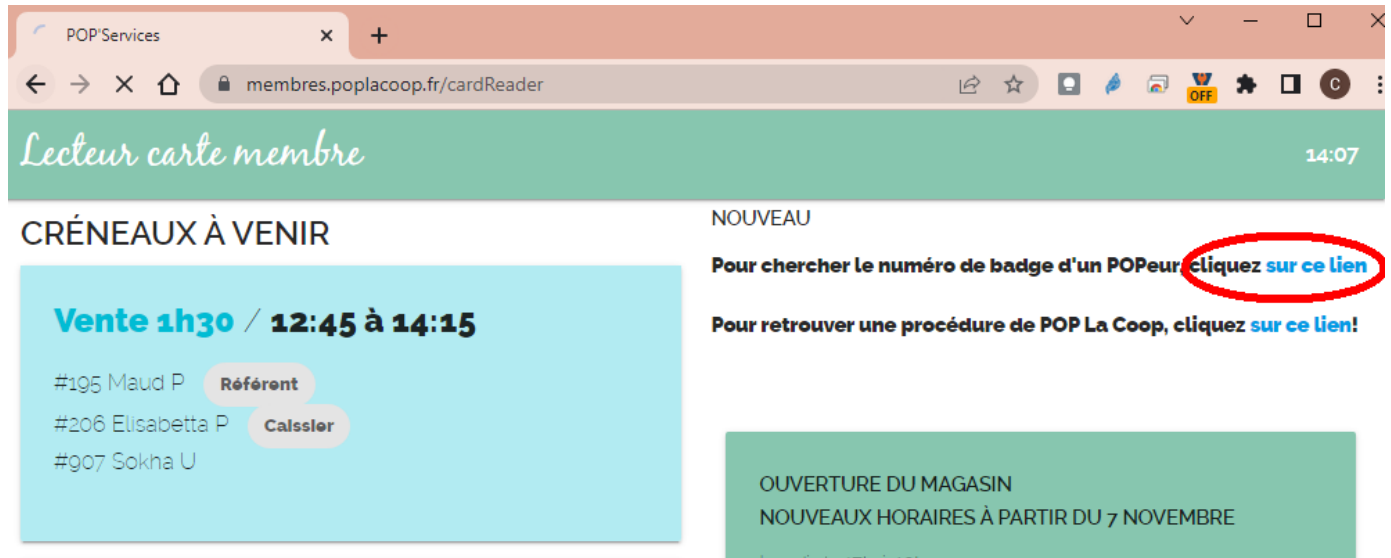 POP'Services
membres.poplacoop.fr/cardReader
OFF
C
Lecteur carte membre
14:07
CRÉNEAUX À VENIR
Vente 1h30 / 12:45 à 14:15
#195 Maud P Référent
#206 Elisabetta P Caissier
#907 Sokha U
NOUVEAU
Pour chercher le numéro de badge d'un POPeur, cliquez sur ce lien
Pour retrouver une procédure de POP La Coop, cliquez sur ce lien!
OUVERTURE DU MAGASIN
NOUVEAUX HORAIRES À PARTIR DU 7 NOVEMBRE